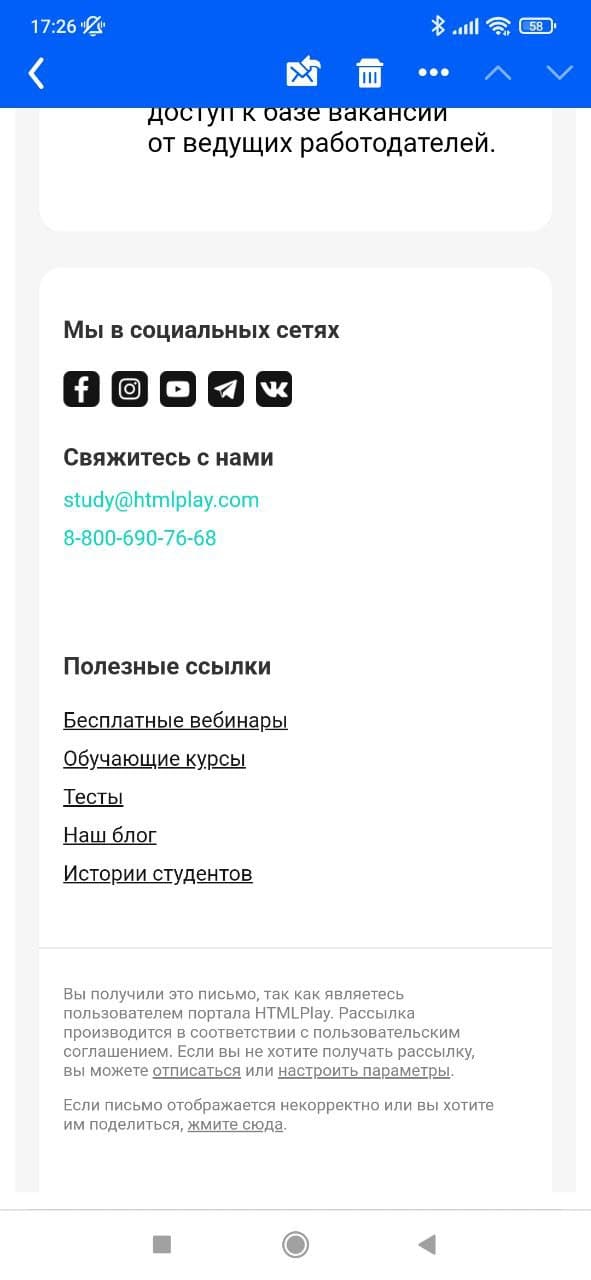 17:26
58
доступ к базе вакансий
от ведущих работодателей.
Мы в социальных сетях
Свяжитесь с нами
study@htmlplay.com
8-800-690-76-68
Полезные ссылки
Бесплатные вебинары
Обучающие курсы
Тесты
Наш блог
Истории студентов
Вы получили это письмо, так как являетесь
пользователем портала HTMLPlay. Рассылка
производится в соответствии с пользовательским
соглашением. Если вы не хотите получать рассылку,
вы можете отписаться или настроить параметры.
Если письмо отображается некорректно или вы хотите
им поделиться, жмите сюда.